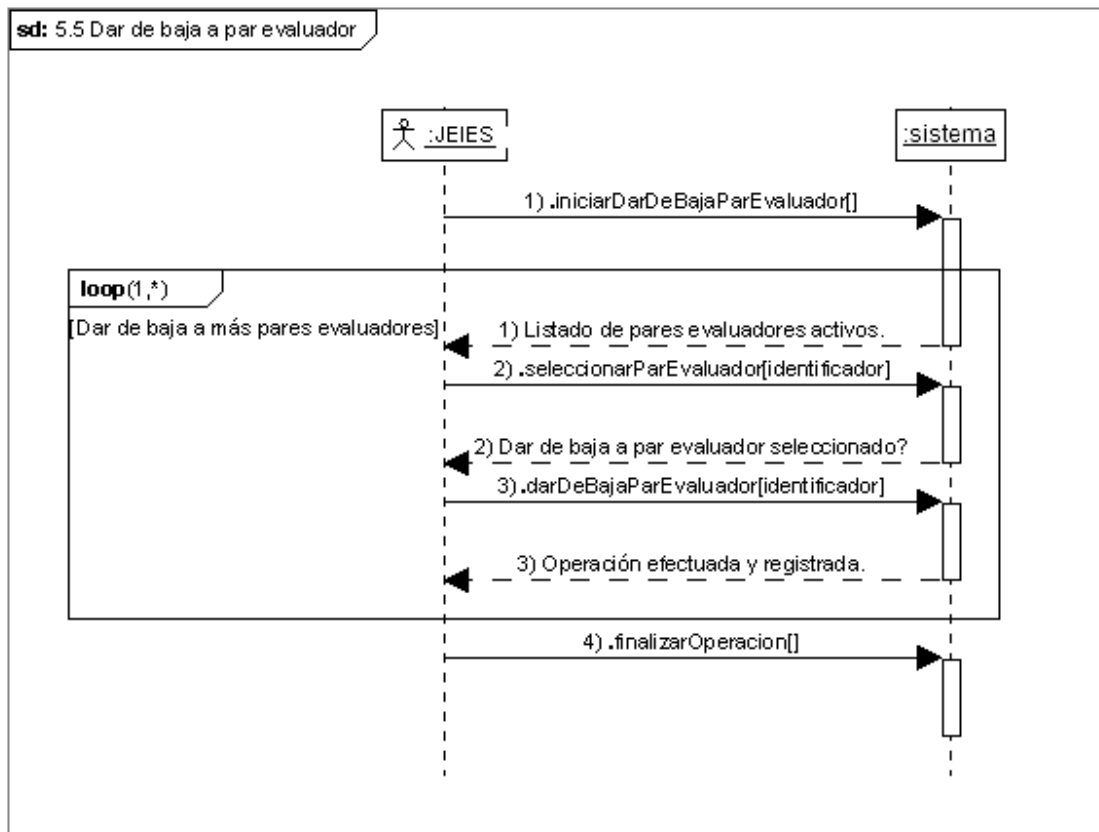 sd: 5.5 Dar de baja a par evaluador
:JEIES
:sistema
1) .iniciarDarDeBajaParEvaluador[]
loop(1,*)
[Dar de baja a más pares evaluadores]
1) Listado de pares evaluadores activos.
2) .seleccionarParEvaluador[identificador]
2) Dar de baja a par evaluador seleccionado?
3).darDeBajaParEvaluador[identificador]
3) Operación efectuada y registrada.
4) .finalizarOperacion[]